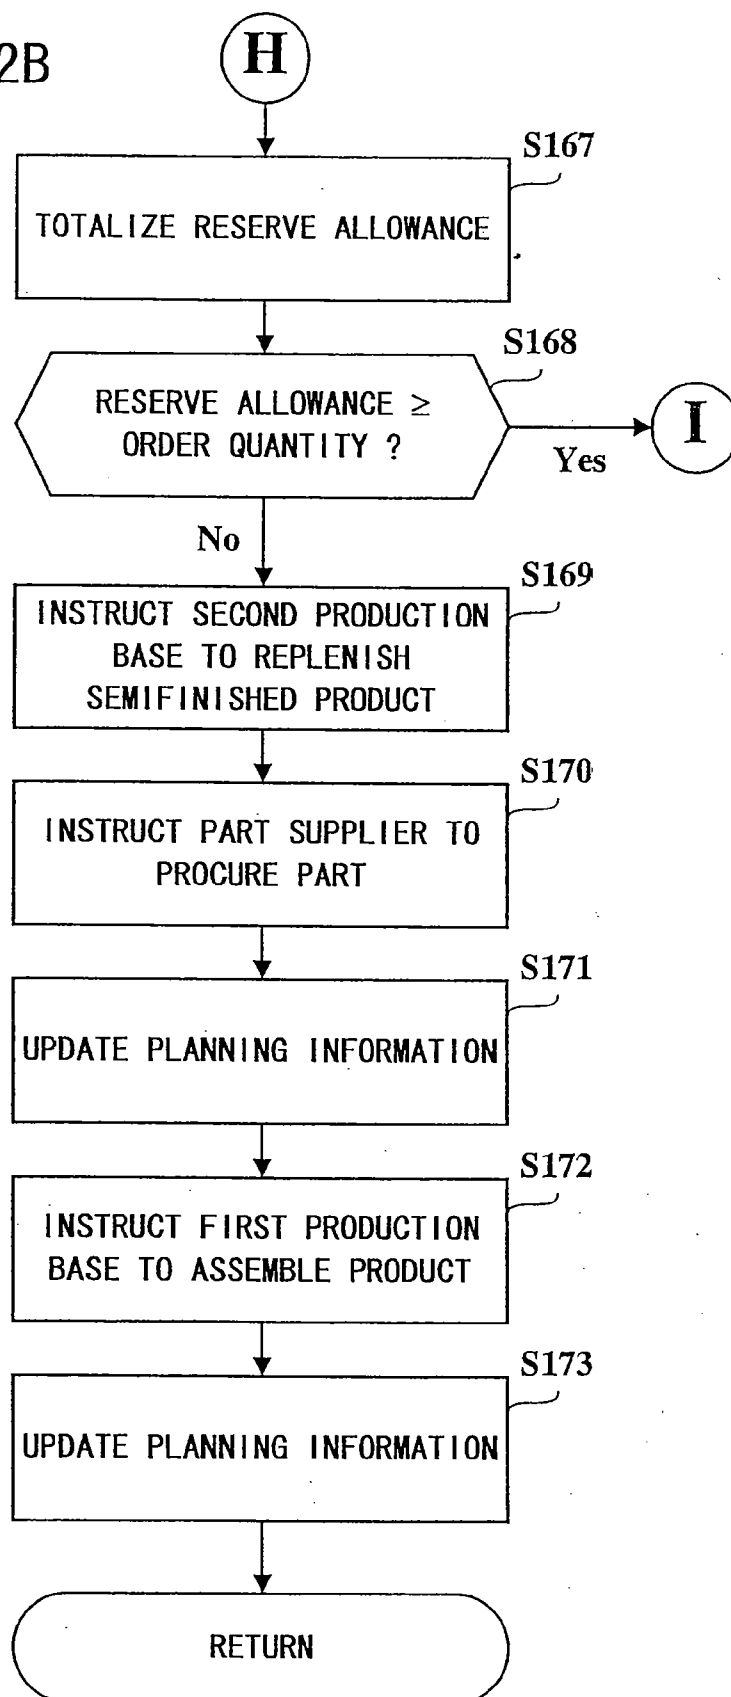 2B
H
S167
TOTALIZE RESERVE ALLOWANCE
S168
RESERVE ALLOWANCE ≥
ORDER QUANTITY ?
I
Yes
No
S169
INSTRUCT SECOND PRODUCTION
BASE TO REPLENISH
SEMIFINISHED PRODUCT
S170
INSTRUCT PART SUPPLIER TO
PROCURE PART
S171
UPDATE PLANNING INFORMATION
S172
INSTRUCT FIRST PRODUCTION
BASE TO ASSEMBLE PRODUCT
S173
UPDATE PLANNING INFORMATION
RETURN